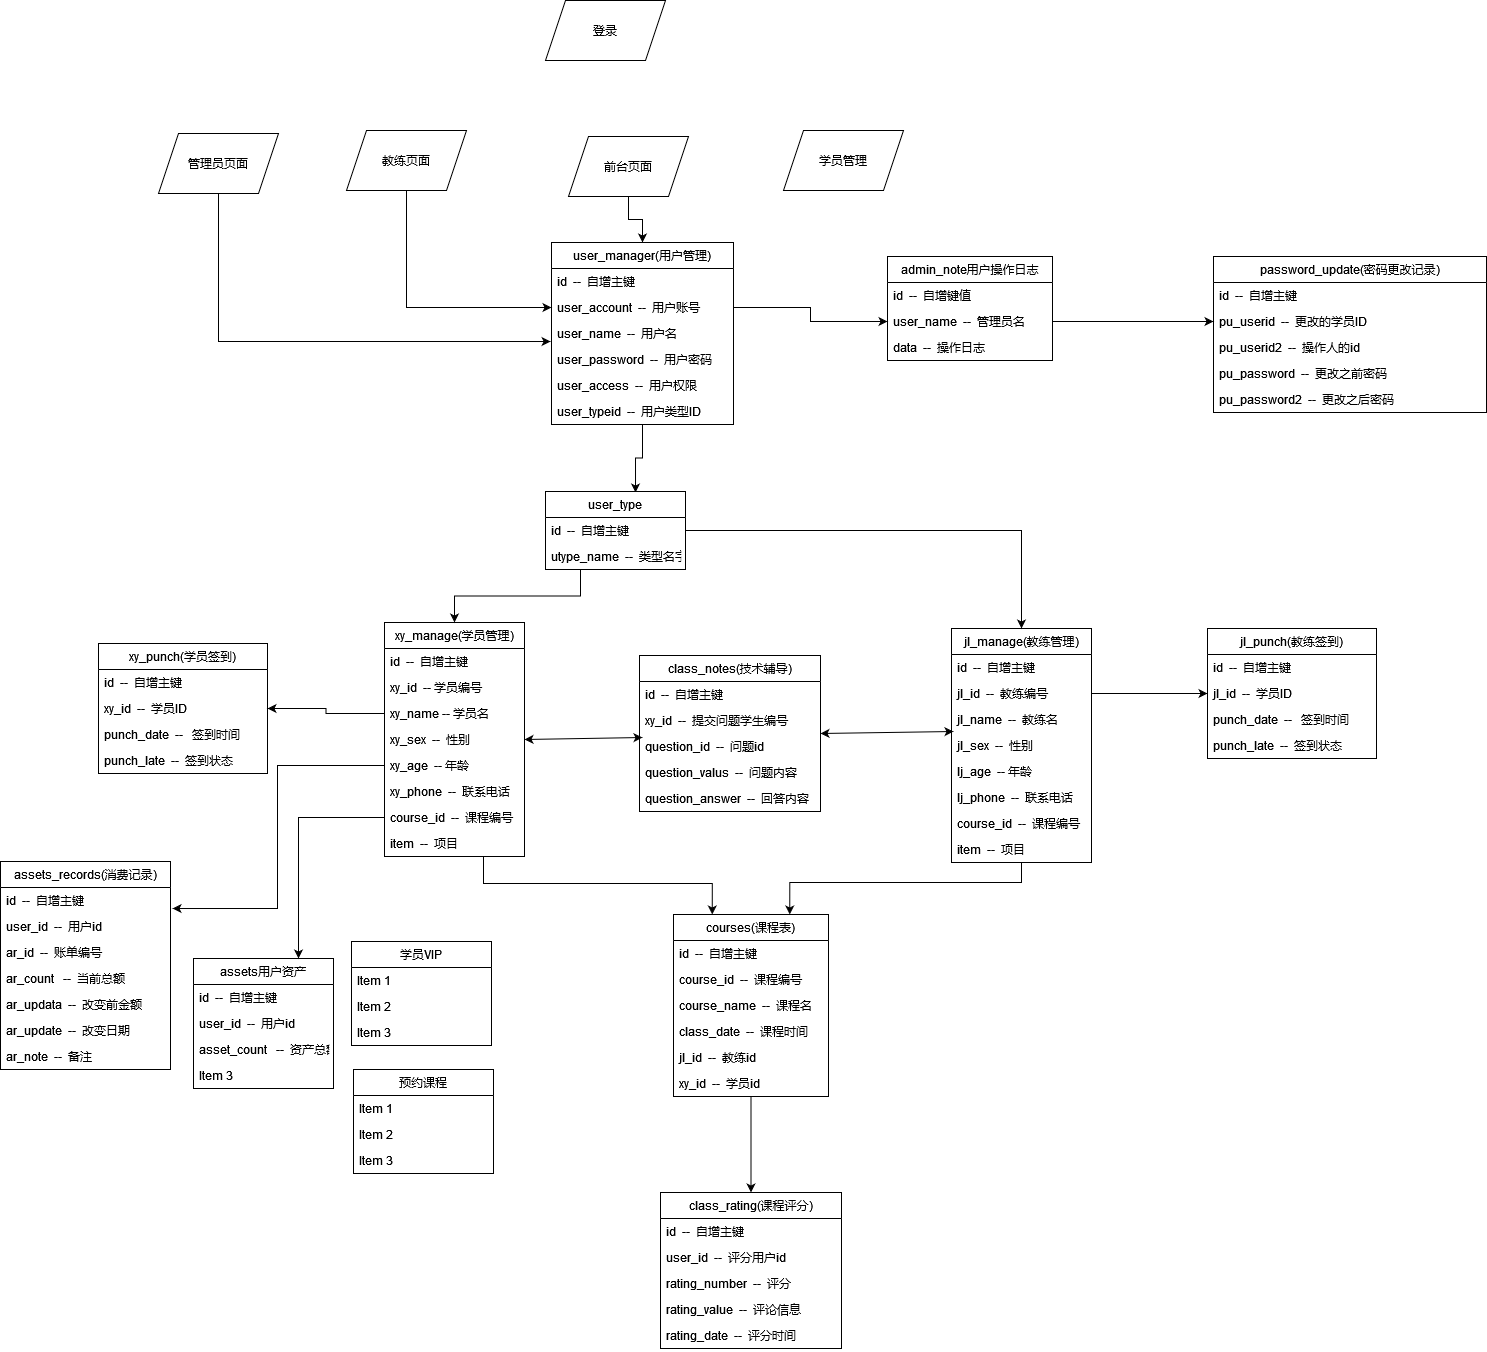 登录
管理员页面
教练页面
前台页面
学员管理
user_manager(用户管理)
id -- 自增主键
user_account -- 用户账号
user_name -- 用户名
user_password -- 用户密码
user_access -- 用户权限
user_typeid -- 用户类型ID
admin_note用户操作日志
id -- 自增键值
user_name -- 管理员名
data -- 操作日志
password_update(密码更改记录)
id -- 自增主键
pu_userid -- 更改的学员ID
pu_userid2 -- 操作人的id
pu_password -- 更改之前密码
pu_password2 -- 更改之后密码
user_type
id -- 自增主键
utype_name -- 类型名字
xy_punch(学员签到)
id -- 自增主键
xy_id -- 学员ID
punch_date -- 签到时间
punch_late -- 签到状态
xy_manage(学员管理)
id -- 自增主键
xy_id -- 学员编号
xy_name -- 学员名
xy_sex -- 性别
xy_age -- 年龄
xy_phone -- 联系电话
course_id -- 课程编号
item -- 项目
class_notes(技术辅导)
id -- 自增主键
xy_id -- 提交问题学生编号
question_id -- 问题id
question_valus -- 问题内容
question_answer -- 回答内容
jl_manage(教练管理)
id -- 自增主键
jl_id -- 教练编号
jl_name -- 教练名
jl_sex -- 性别
lj_age -- 年龄
lj_phone -- 联系电话
course_id -- 课程编号
item -- 项目
jl_punch(教练签到)
id -- 自增主键
jl_id -- 学员ID
punch_date -- 签到时间
punch_late -- 签到状态
assets_records(消费记录)
id -- 自增主键
user_id -- 用户id
ar_id -- 账单编号
ar_count -- 当前总额
ar_updata -- 改变前金额
ar_update -- 改变日期
ar_note -- 备注
assets用户资产
id -- 自增主键
user_id -- 用户id
asset_count -- 资产总额
Item 3
学员VIP
Item 1
Item 2
Item 3
预约课程
Item 1
Item 2
Item 3
courses(课程表)
id -- 自增主键
course_id -- 课程编号
course_name -- 课程名
class_date -- 课程时间
jl_id -- 教练id
xy_id -- 学员id
class_rating(课程评分)
id -- 自增主键
user_id -- 评分用户id
rating_number -- 评分
rating_value -- 评论信息
rating_date -- 评分时间